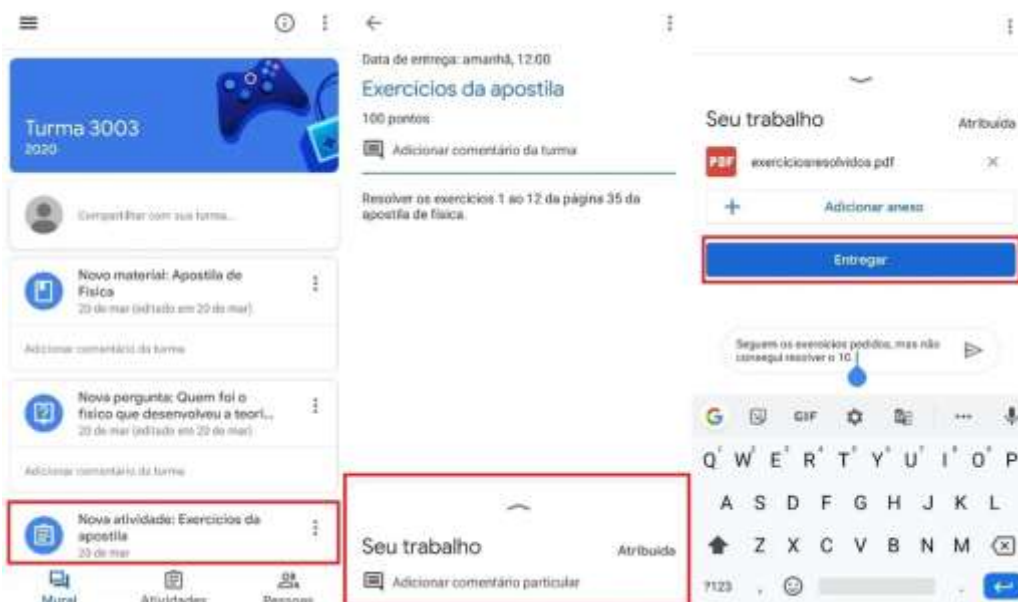 Turma 3003
2020
Compartilhar com sua turma...
Novo material: Apostila de
Física
20 de mar (editado em 20 de mar)
Adicionar comentário da turma
Nova pergunta: Quem foi o
físico que desenvolveu a teori...
20 de mar (editado em 20 de mar)
Adicionar comentário da turma
Nova atividade: Exercícios da
apostila
20 de mar
Mural
Atividades
Pessoas
Data de entrega: amanhã, 12:00
Exercícios da apostila
100 pontos
Adicionar comentário da turma
Resolver os exercícios 1 ao 12 da página 35 da
apostila de física.
Seu trabalho
Atribuída
Adicionar comentário particular
Seu trabalho
Atribuída
PDF exerciciosresolvidos.pdf
Adicionar anexo
Entregar
Seguem os exercícios pedidos, mas não
consegui resolver o 10.
G GIF
Q W E R T Y U I O P
A S D F G H J K L
Z X C V B N M
?123 , .